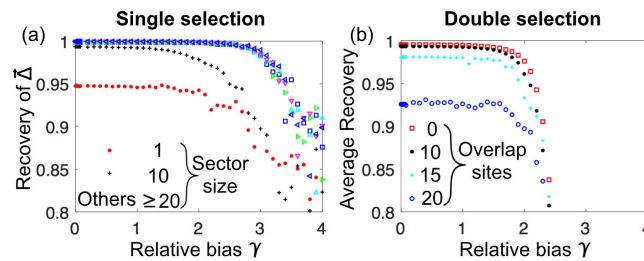 Single selection
Double selection
(a)
(b)
Recovery of Δ⃗
1
0.95
0.9
0.85
0.8
1
10
Others ≥20
Sector
size
0
1
2
3
4
Relative bias γ
Average Recovery
1
0.95
0.9
0.85
0.8
0
10
15
20
Overlap
sites
0
2
4
Relative bias γ